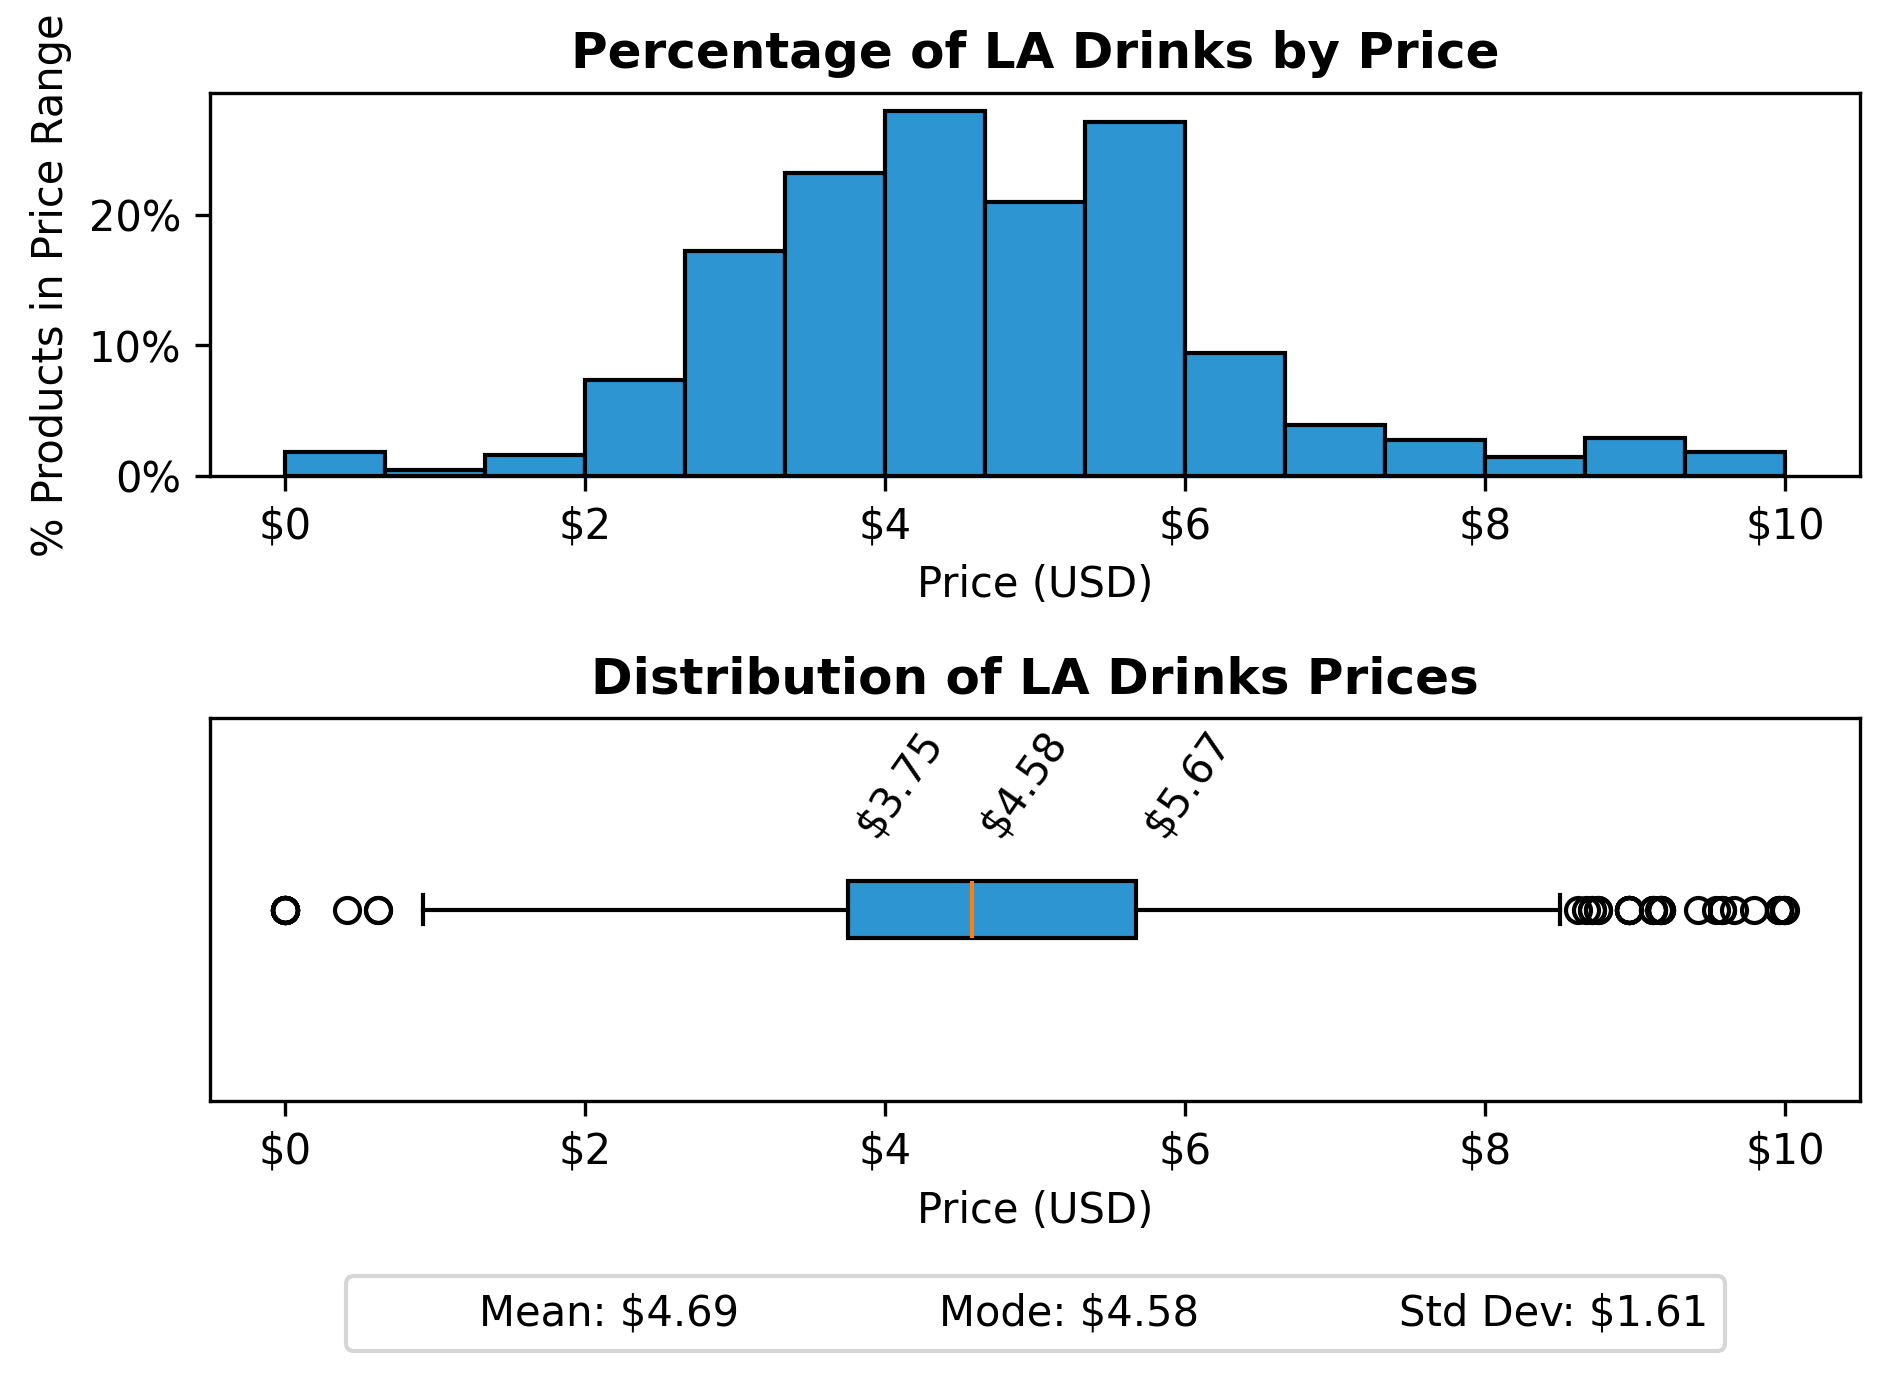 Percentage of LA Drinks by Price
% Products in Price Range
20%
10%
0%
$0 $2 $4 $6 $8 $10
Price (USD)
Distribution of LA Drinks Prices
$3.75 $4.58 $5.67
$0 $2 $4 $6 $8 $10
Price (USD)
Mean: $4.69 Mode: $4.58 Std Dev: $1.61